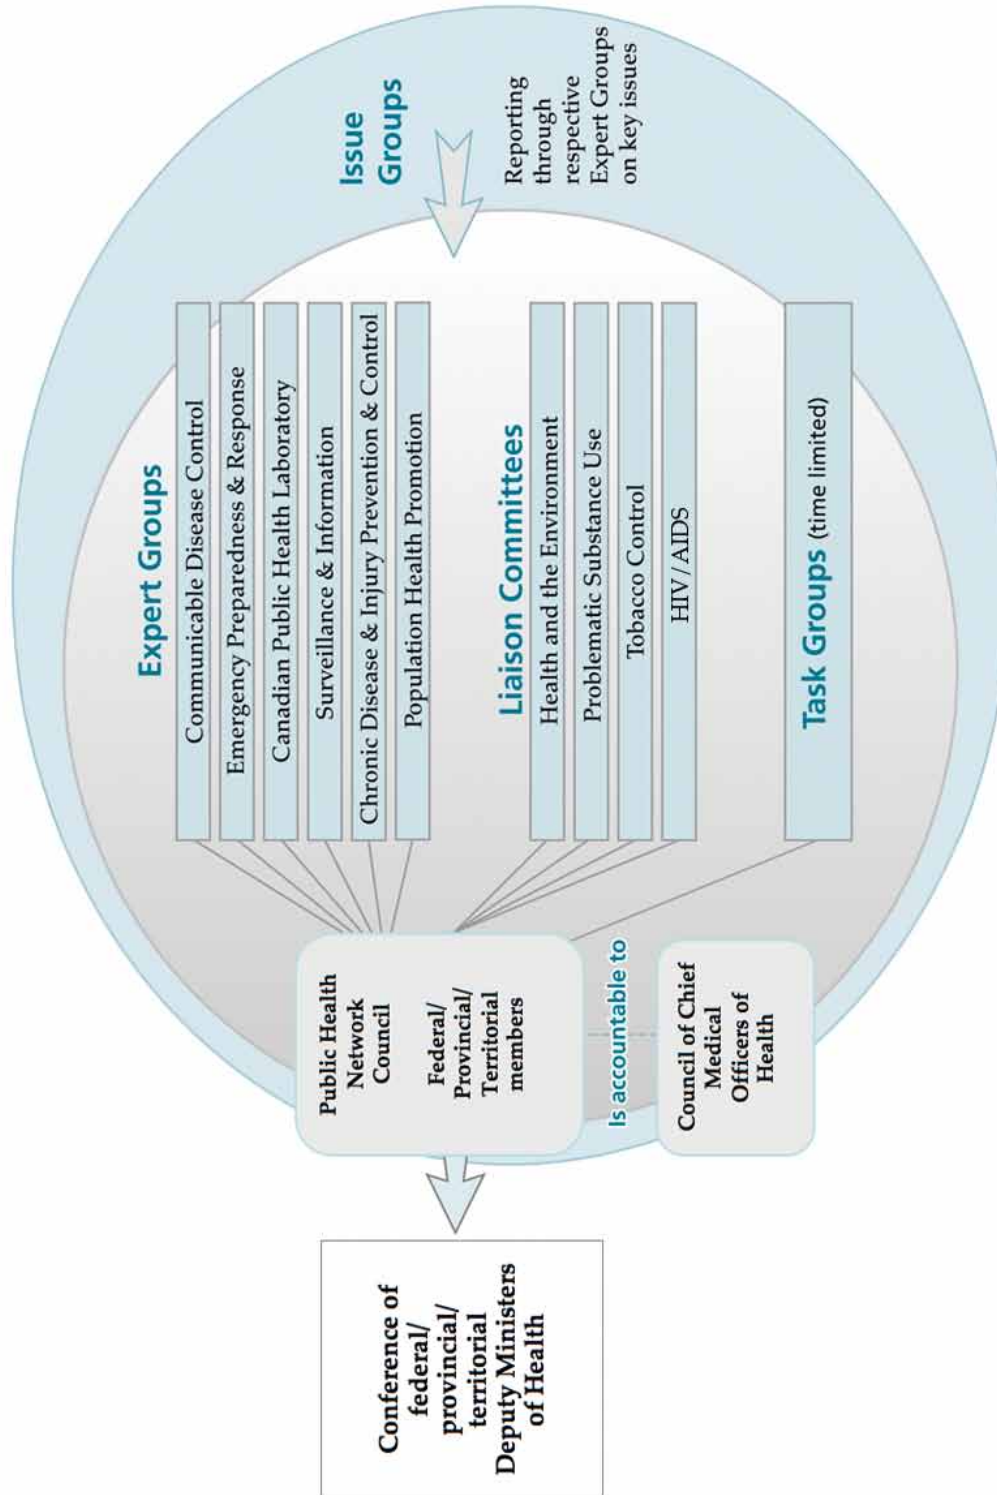 Conference of
federal/
provincial/
territorial
Deputy Ministers
of Health
Public Health
Network
Council
Federal/
Provincial/
Territorial
members
Is accountable to
Council of Chief
Medical
Officers of
Health
Expert Groups
Communicable Disease Control
Emergency Preparedness & Response
Canadian Public Health Laboratory
Surveillance & Information
Chronic Disease & Injury Prevention & Control
Population Health Promotion
Liaison Committees
Health and the Environment
Problematic Substance Use
Tobacco Control
HIV/AIDS
Task Groups (time limited)
Issue
Groups
Reporting
through
respective
Expert Groups
on key issues